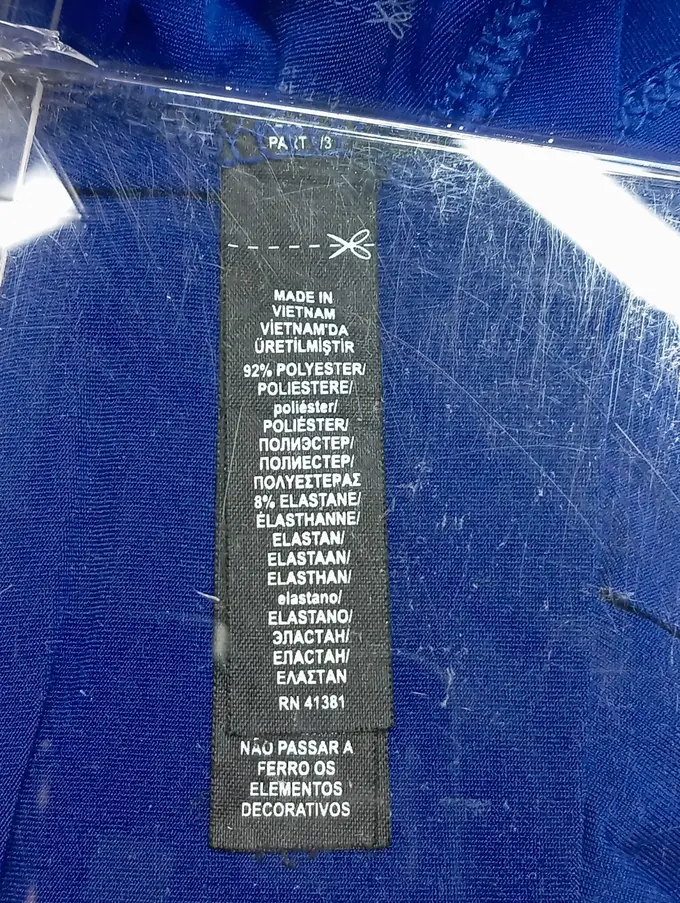 PART /3
MADE IN
VIETNAM
VİETNAM'DA
ÜRETİLMİŞTİR
92% POLYESTER/
POLIESTERE/
poliéster/
POLIÉSTER/
ПОЛИЭСТЕР/
ПОЛИЕСТЕР/
ΠΟΛΥΕΣΤΕΡΑΣ
8% ELASTANE/
ÉLASTHANNE/
ELASTAN/
ELASTAAN/
ELASTHAN/
elastano/
ELASTANO/
ЭЛАСТАН/
ЕЛАСТАН/
ΕΛΑΣΤΑΝ
RN 41381
NÃO PASSAR A
FERRO OS
ELEMENTOS
DECORATIVOS